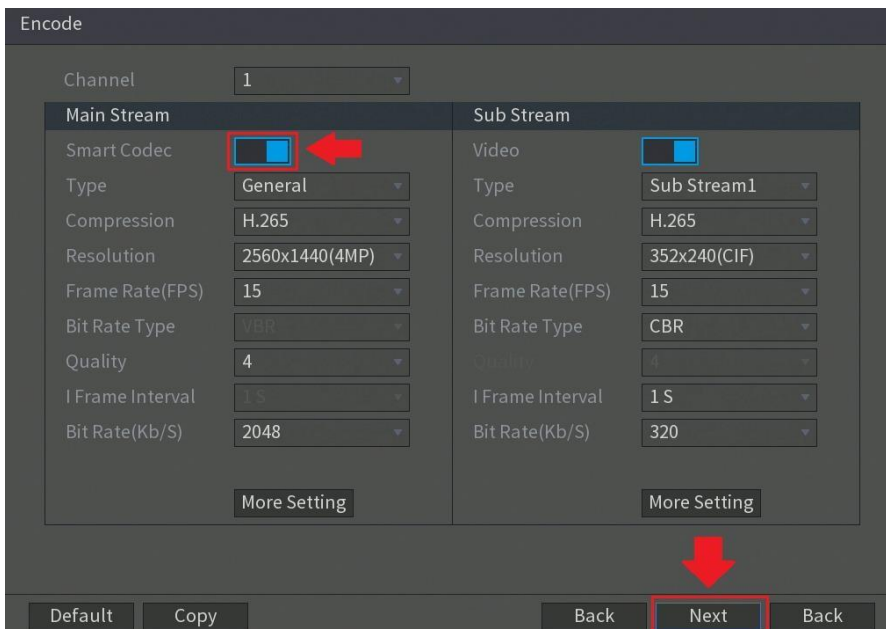 Encode
Channel 1
Main Stream Sub Stream
Smart Codec Video
Type General Type Sub Stream1
Compression H.265 Compression H.265
Resolution 2560x1440(4MP) Resolution 352x240(CIF)
Frame Rate(FPS) 15 Frame Rate(FPS) 15
Bit Rate Type VBR Bit Rate Type CBR
Quality 4 Quality 4
I Frame Interval 1 S I Frame Interval 1 S
Bit Rate(Kb/S) 2048 Bit Rate(Kb/S) 320
More Setting More Setting
Default Copy Back Next Back